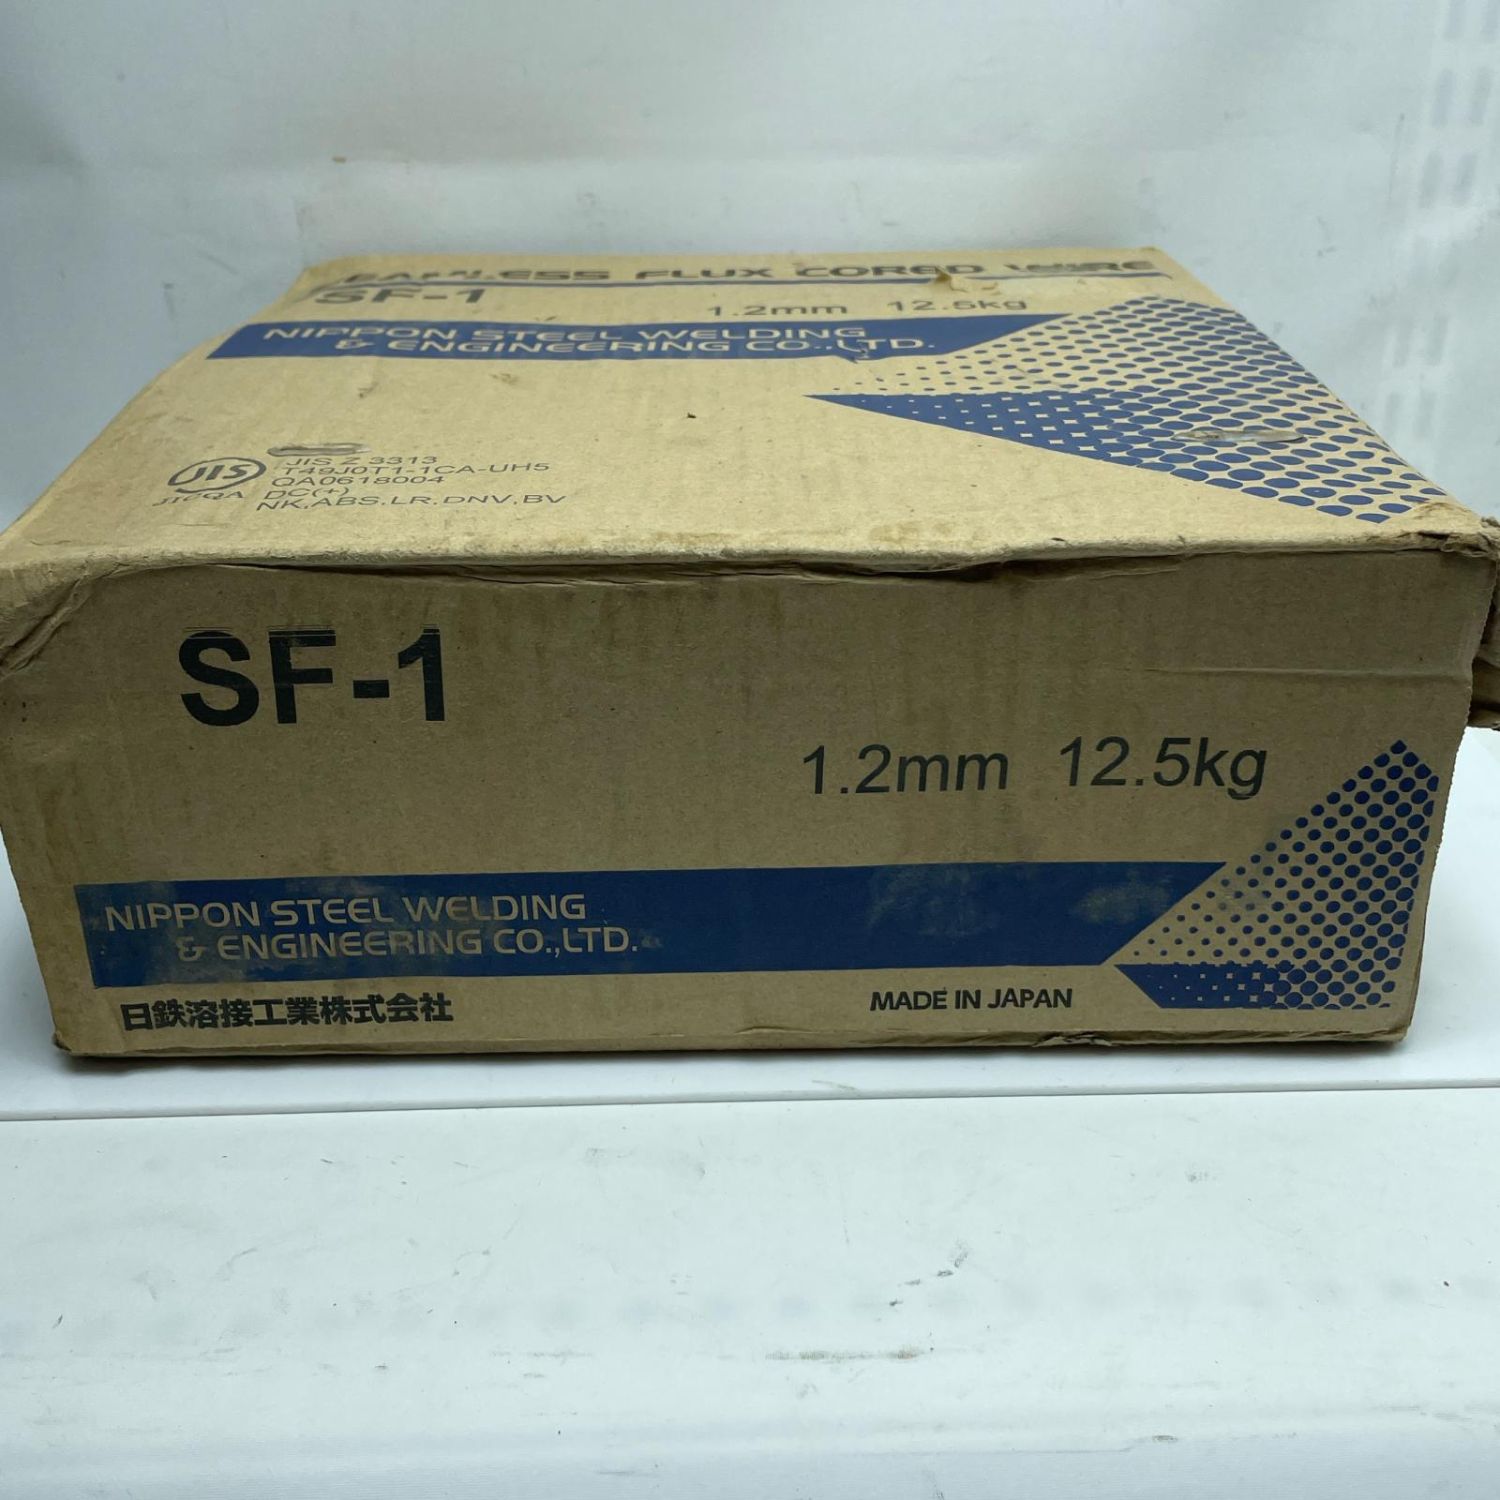 SEAMLESS FLUX CORED WIRE
SF-1
1.2mm 12.5kg
NIPPON STEEL WELDING
& ENGINEERING CO.,LTD.
JIS
JICQA
JIS Z 3313
T49J0T1-1CA-UH5
QA0618004
DC(+)
NK,ABS,LR,DNV,BV
SF-1
1.2mm 12.5kg
NIPPON STEEL WELDING
& ENGINEERING CO.,LTD.
日鉄溶接工業株式会社
MADE IN JAPAN